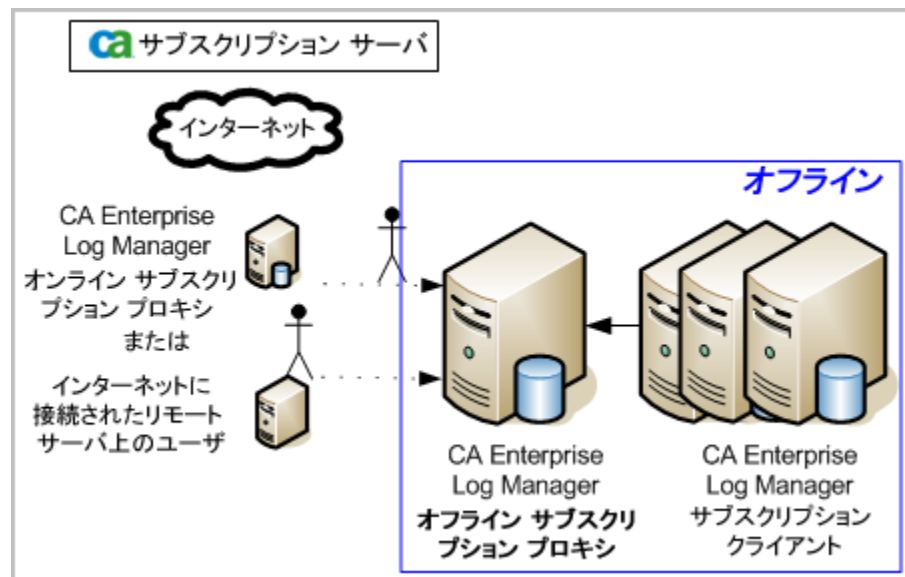 ca サブスクリプション サーバ
インターネット
オフライン
CA Enterprise
Log Manager
オンライン サブスクリ
プション プロキシ
または
インターネットに
接続されたリモート
サーバ上のユーザ
CA Enterprise
Log Manager
オフライン サブスクリ
プション プロキシ
CA Enterprise
Log Manager
サブスクリプション
クライアント